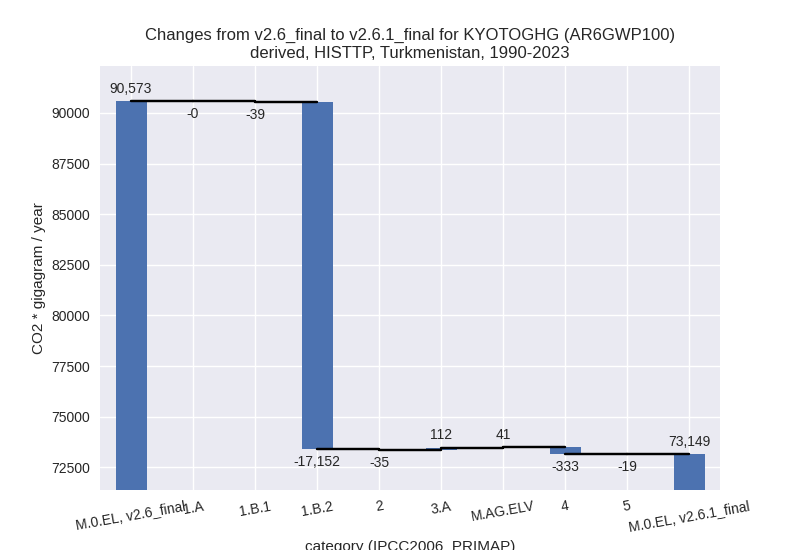 Changes from v2.6_final to v2.6.1_final for KYOTOGHG (AR6GWP100)
derived, HISTTP, Turkmenistan, 1990-2023
90,573
-0
-39
-17,152
-35
112
41
-333
-19
73,149
90000
87500
85000
82500
80000
77500
75000
72500
CO2 * gigagram / year
M.0.EL, v2.6_final
1.A
1.B.1
1.B.2
2
3.A
M.AG.ELV
4
5
M.0.EL, v2.6.1_final
category (IPCC2006_PRIMAP)